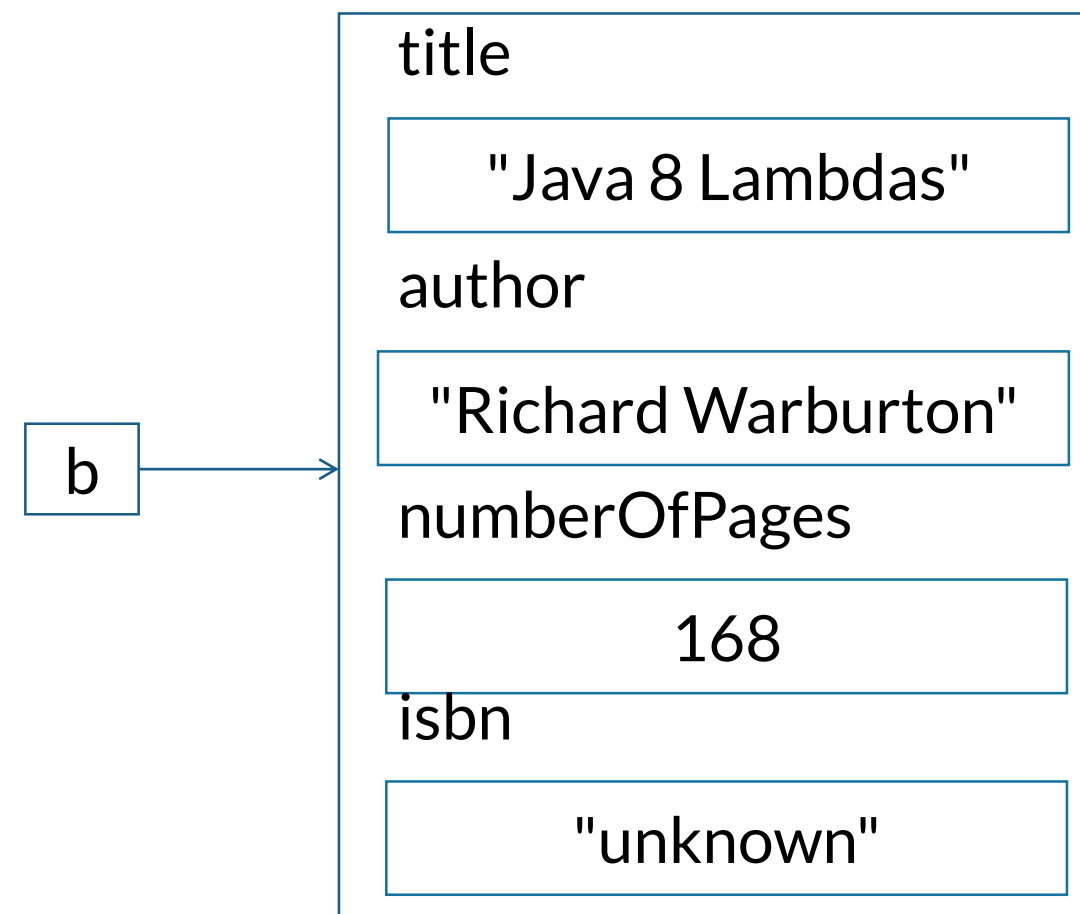 title
"Java 8 Lambdas"
author
"Richard Warburton"
b
numberOfPages
168
isbn
"unknown"